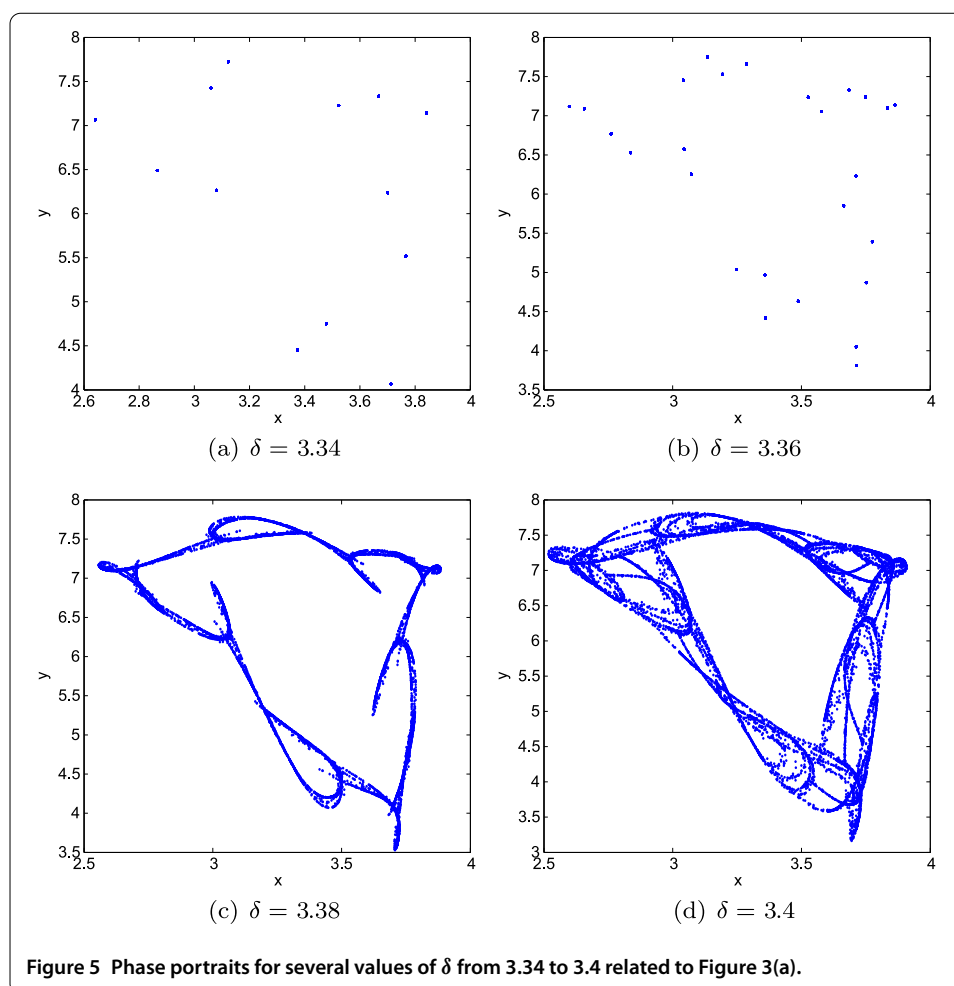 8
7.5
7
6.5
6
5.5
5
4.5
4
y
2.6 2.8 3 3.2 3.4 3.6 3.8 4
x
(a) δ = 3.34
8
7.5
7
6.5
6
5.5
5
4.5
4
3.5
y
2.5 3 3.5 4
x
(b) δ = 3.36
8
7.5
7
6.5
6
5.5
5
4.5
4
3.5
y
2.5 3 3.5 4
x
(c) δ = 3.38
8
7.5
7
6.5
6
5.5
5
4.5
4
3.5
3
y
2.5 3 3.5 4
x
(d) δ = 3.4
Figure 5 Phase portraits for several values of δ from 3.34 to 3.4 related to Figure 3(a).